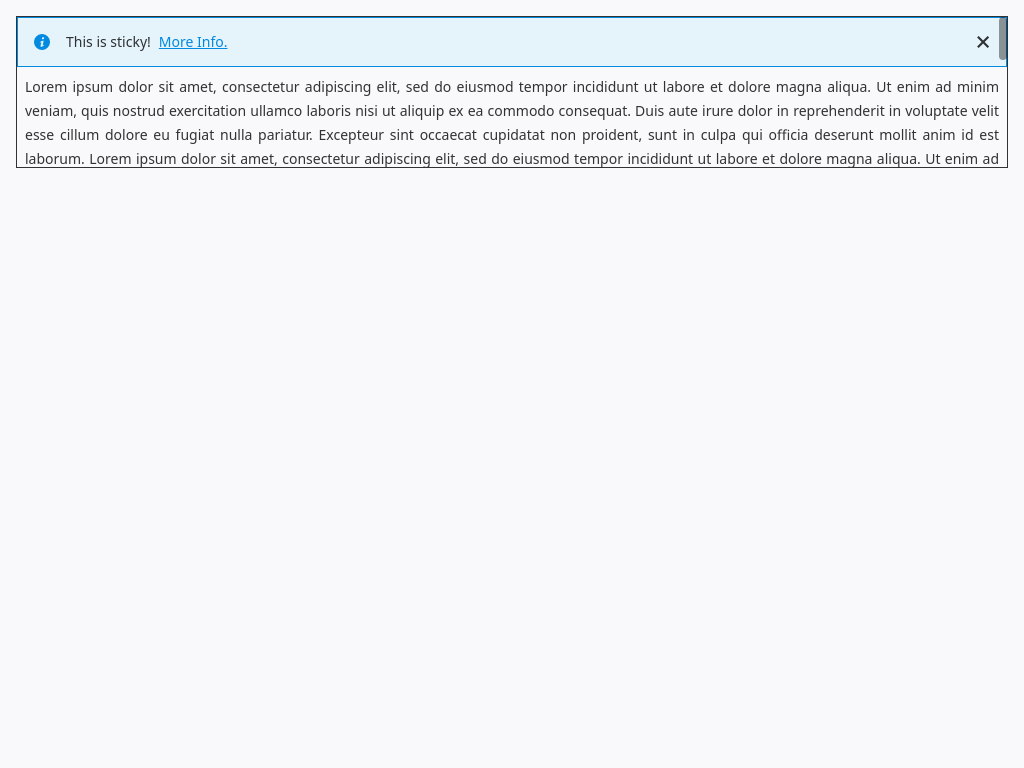 This is sticky! More Info.
Lorem ipsum dolor sit amet, consectetur adipiscing elit, sed do eiusmod tempor incididunt ut labore et dolore magna aliqua. Ut enim ad minim
veniam, quis nostrud exercitation ullamco laboris nisi ut aliquip ex ea commodo consequat. Duis aute irure dolor in reprehenderit in voluptate velit
esse cillum dolore eu fugiat nulla pariatur. Excepteur sint occaecat cupidatat non proident, sunt in culpa qui officia deserunt mollit anim id est
laborum. Lorem ipsum dolor sit amet, consectetur adipiscing elit, sed do eiusmod tempor incididunt ut labore et dolore magna aliqua. Ut enim ad